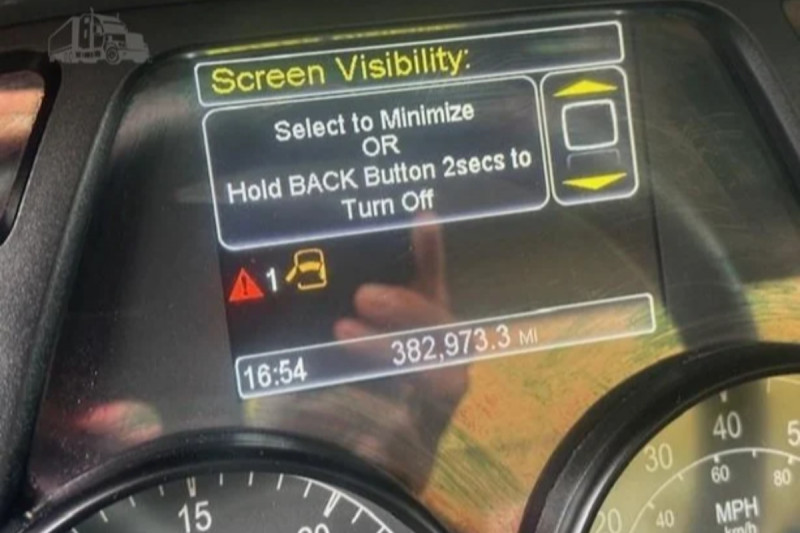 Screen Visibility:
Select to Minimize
OR
Hold BACK Button 2secs to
Turn Off
1
16:54 382,973.3 MI
15
20 30 40
40 60 80
MPH
km/h